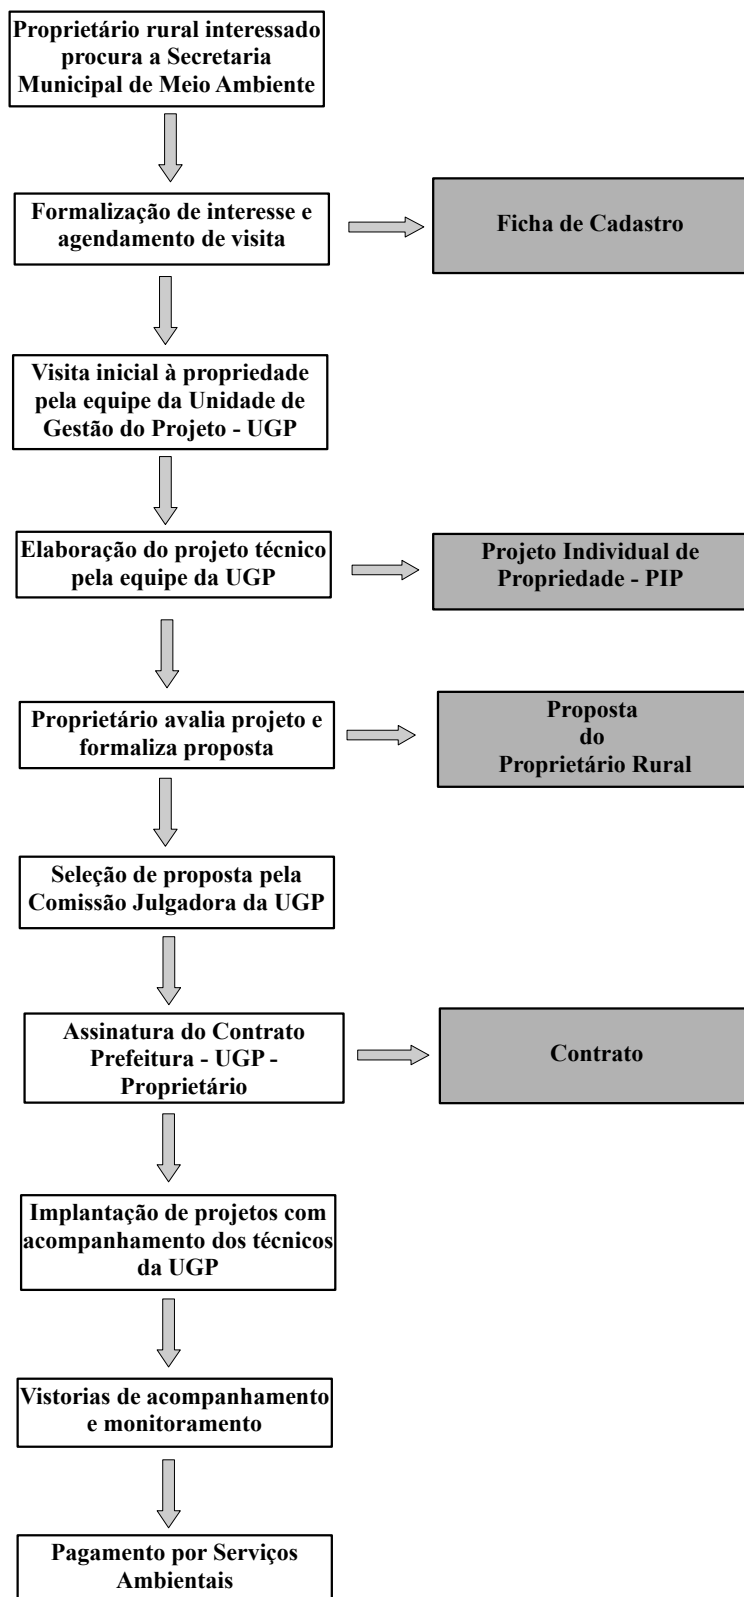 Proprietário rural interessado
procura a Secretaria
Municipal de Meio Ambiente
Formalização de interesse e
agendamento de visita
Ficha de Cadastro
Visita inicial à propriedade
pela equipe da Unidade de
Gestão do Projeto - UGP
Elaboração do projeto técnico
pela equipe da UGP
Projeto Individual de
Propriedade - PIP
Proprietário avalia projeto e
formaliza proposta
Proposta
do
Proprietário Rural
Seleção de proposta pela
Comissão Julgadora da UGP
Assinatura do Contrato
Prefeitura - UGP -
Proprietário
Contrato
Implantação de projetos com
acompanhamento dos técnicos
da UGP
Vistorias de acompanhamento
e monitoramento
Pagamento por Serviços
Ambientais